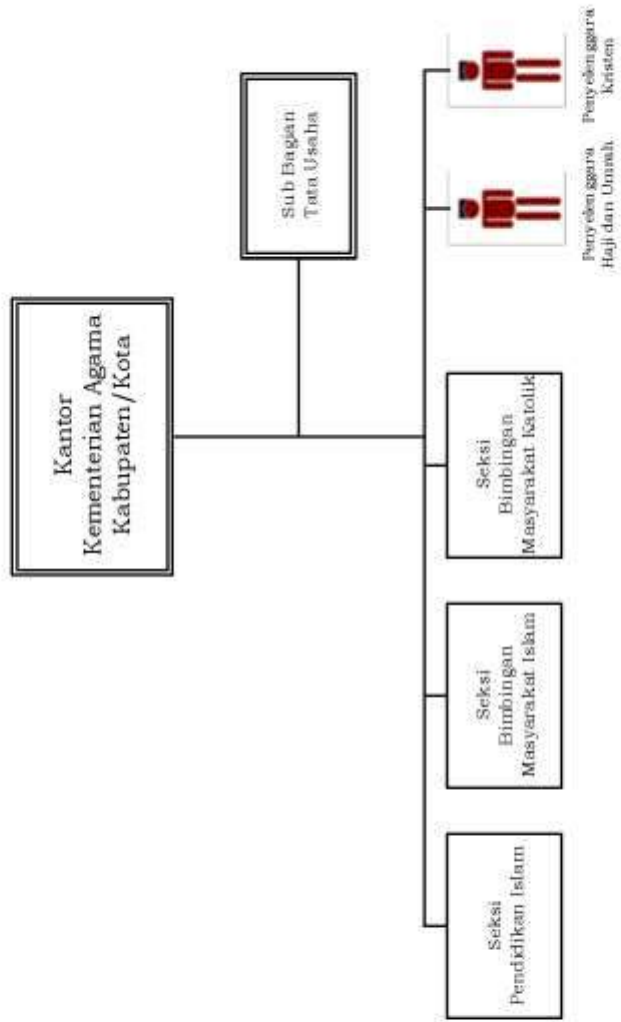 Kantor
Kementerian Agama
Kabupaten/Kota
Sub Bagian
Tata Usaha
Seksi
Pendidikan Islam
Seksi
Bimbingan
Masyarakat Islam
Seksi
Bimbingan
Masyarakat Katolik
Penyelenggara
Haji dan Umrah
Penyelenggara
Kristen